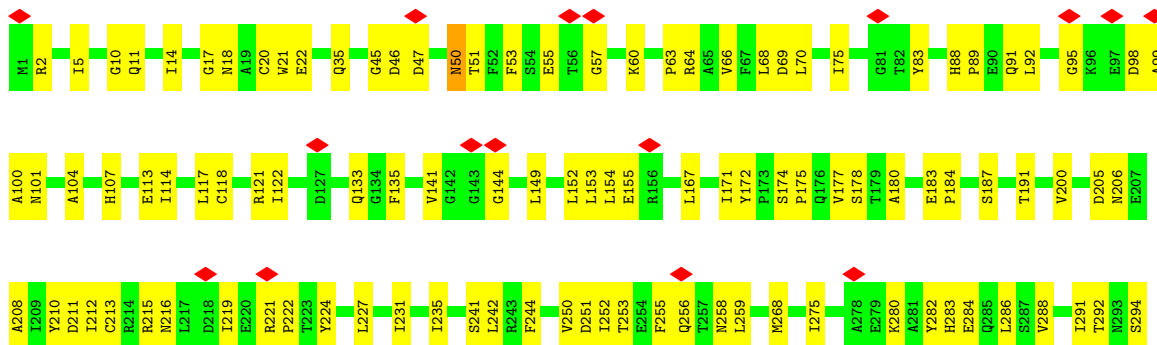 M1 R2 I5 G10 Q11 I14 G17 N18 A19 C20 W21 E22 Q35 G45 D46 D47 N50 T51 F52 F53 S54 E55 T56 G57 K60 P63 R64 A65 V66 F67 L68 D69 L70 I75 G81 T82 Y83 H88 P89 E90 Q91 L92 G95 K96 E97 D98 A99
A100 N101 A104 H107 E113 I114 L117 C118 R121 I122 D127 Q133 G134 F135 V141 G142 G143 G144 L149 L152 L153 L154 E155 R156 L167 I171 Y172 P173 S174 P175 Q176 V177 S178 T179 A180 E183 P184 S187 T191 V200 D205 N206 E207
A208 I209 Y210 D211 I212 C213 R214 R215 N216 L217 D218 I219 E220 R221 P222 T223 Y224 L227 I231 I235 S241 L242 R243 F244 V250 D251 I252 T253 E254 F255 Q256 T257 N258 L259 M268 I275 A278 E279 K280 A281 Y282 H283 E284 Q285 L286 S287 V288 I291 T292 N293 S294